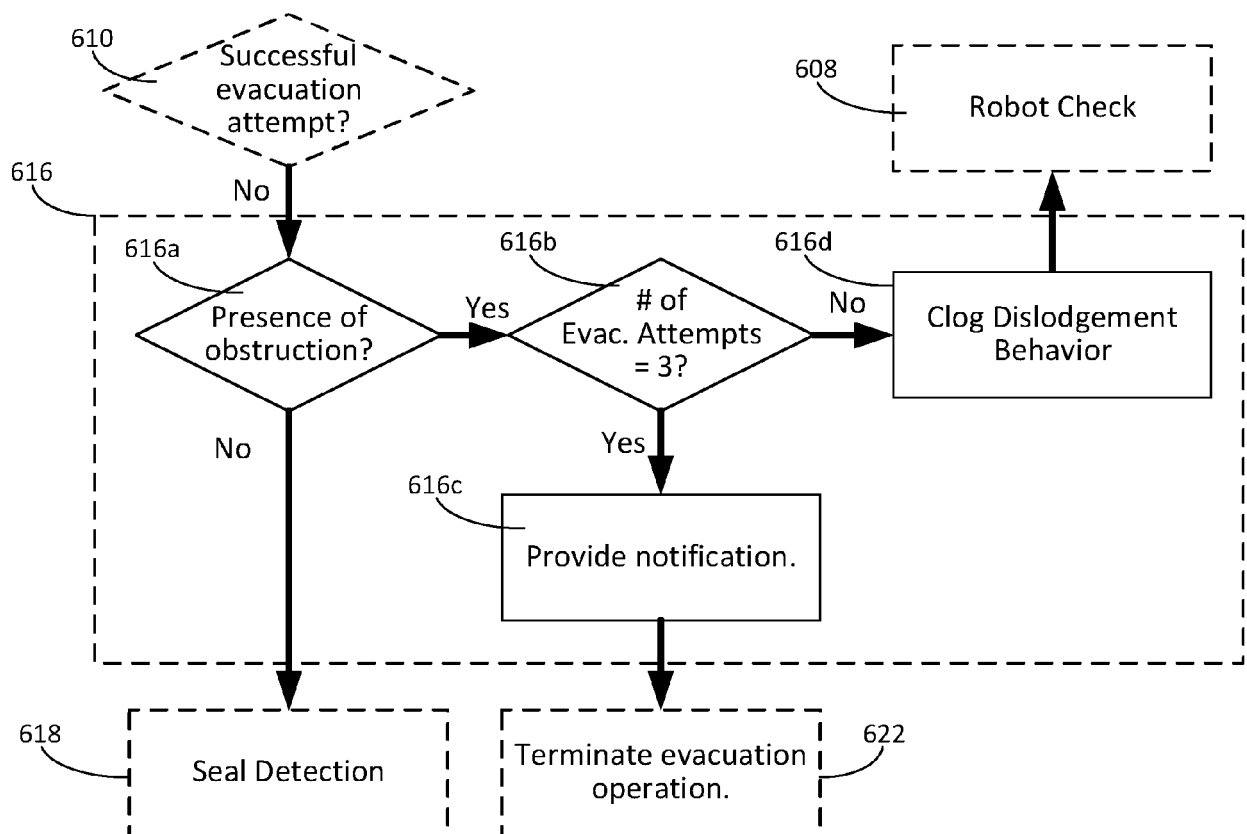 610
Successful
evacuation
attempt?
608
Robot Check
616
No
616a
Presence of
obstruction?
Yes
616b
# of
Evac. Attempts
= 3?
No
616d
Clog Dislodgement
Behavior
No
Yes
616c
Provide notification.
618
Seal Detection
Terminate evacuation
operation.
622